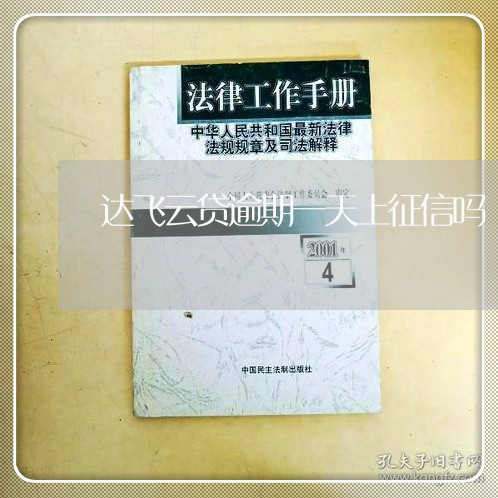 法律工作手册
中华人民共和国最新法律
法规规章及司法解释
达飞云贷逾期一天上征信吗
2001年
4
中国民主法制出版社
孔夫子旧书网